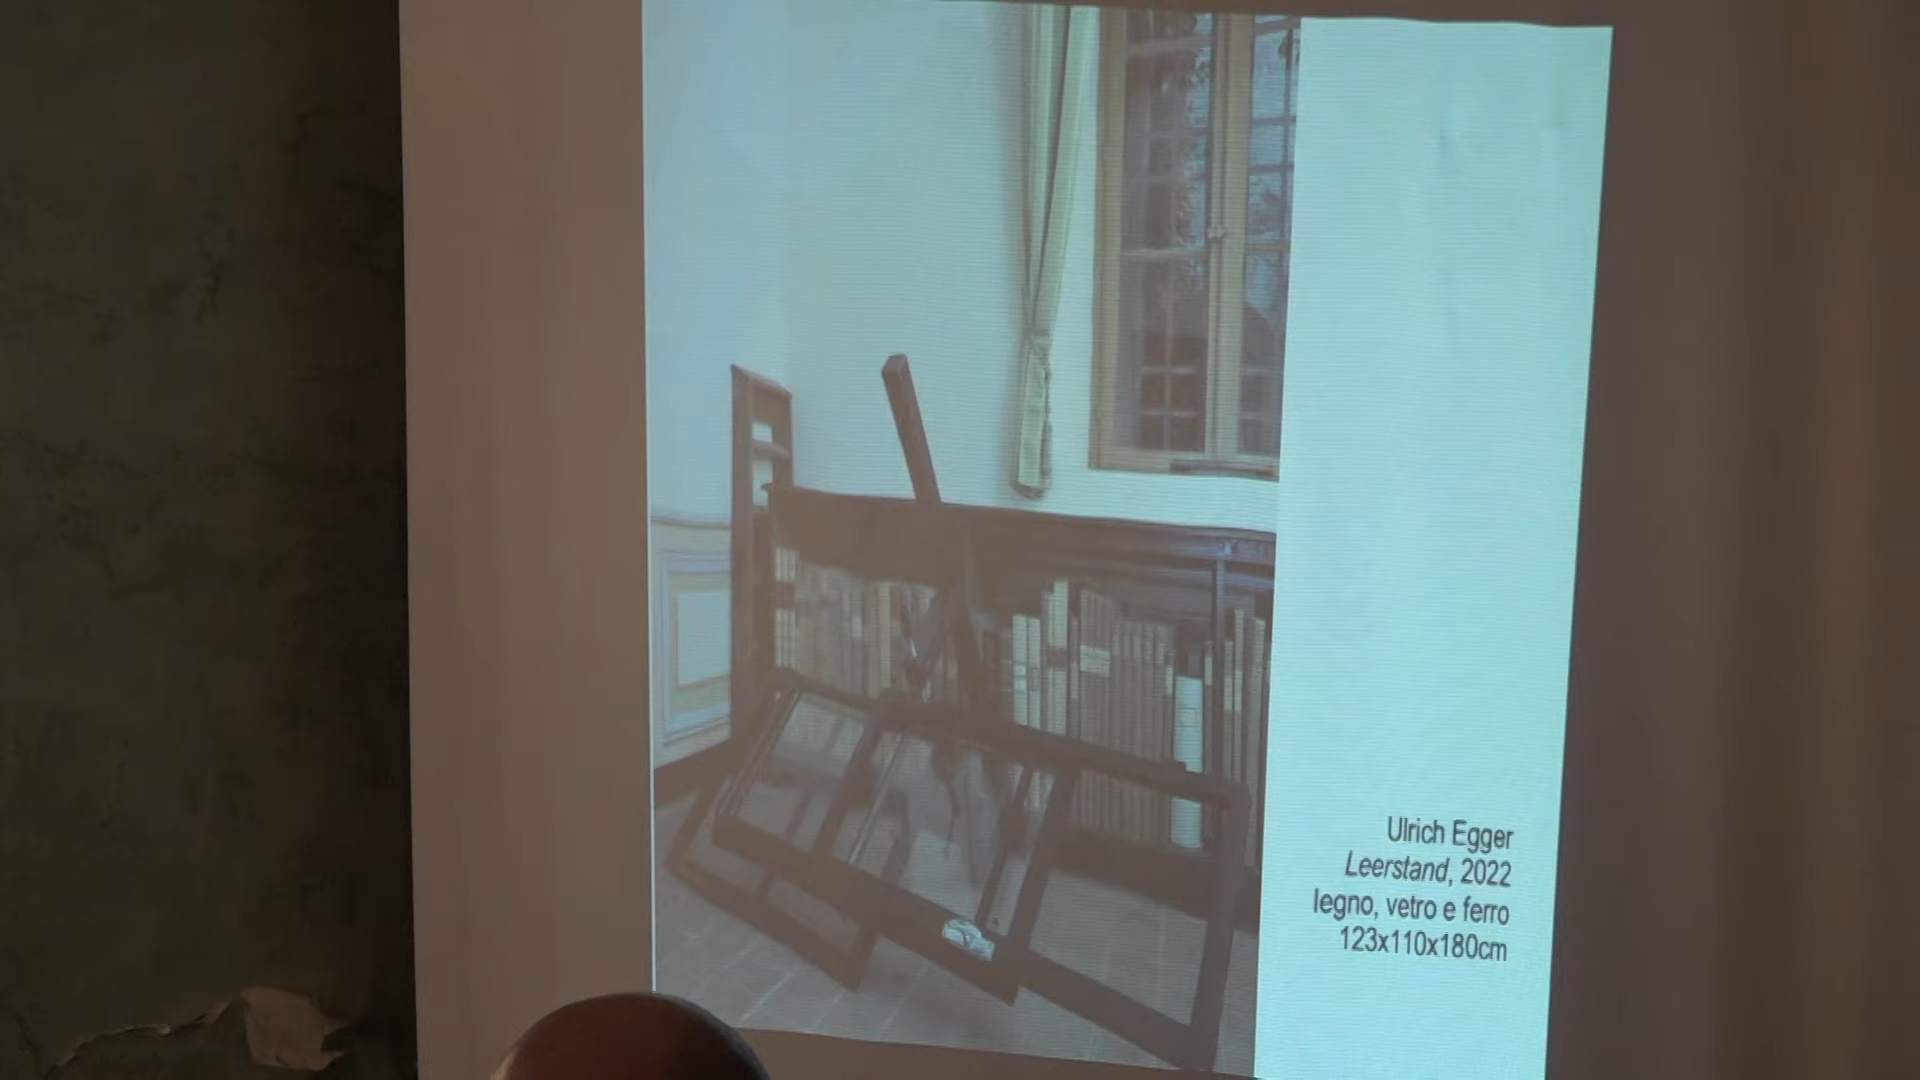 Ulrich Egger
Leerstand, 2022
legno, vetro e ferro
123x110x180cm